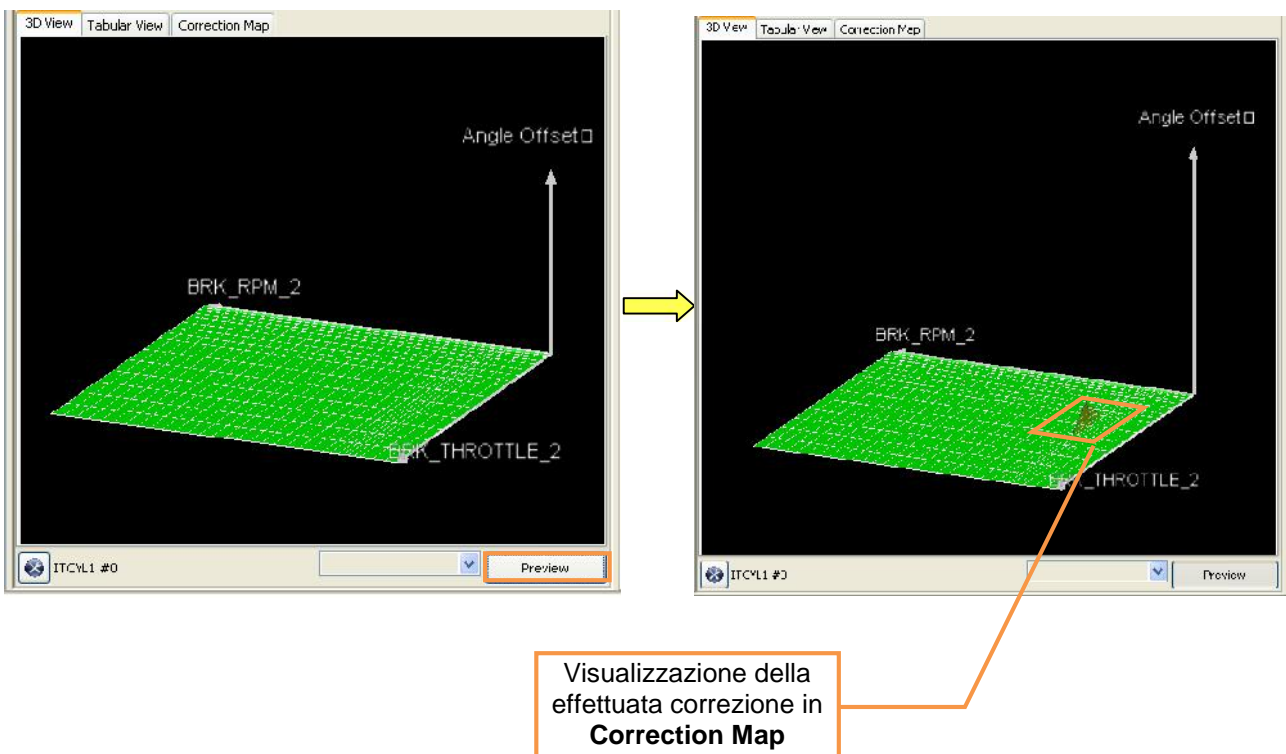 3D View Tabular View Correction Map
Angle Offset□
BRK_RPM_2
BRK_THROTTLE_2
ITCYL1 #0
Preview
3D View Tabular View Correction Map
Angle Offset□
BRK_RPM_2
BRK_THROTTLE_2
ITCYL1 #0
Preview
Visualizzazione della
effettuata correzione in
Correction Map